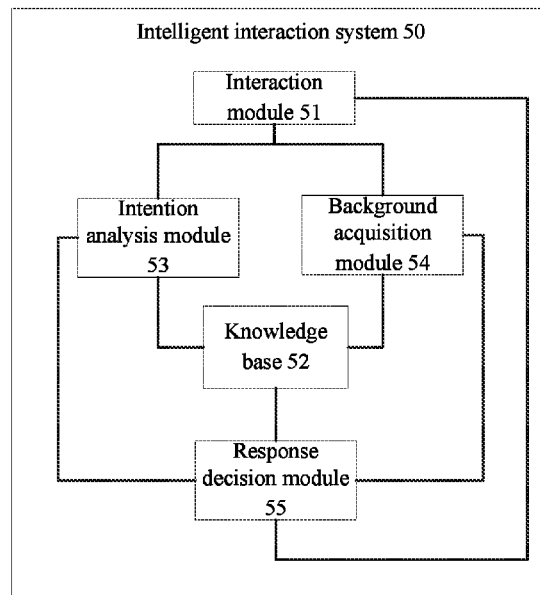 Intelligent interaction system 50
Interaction
module 51
Intention
analysis module
53
Background
acquisition
module 54
Knowledge
base 52
Response
decision module
55